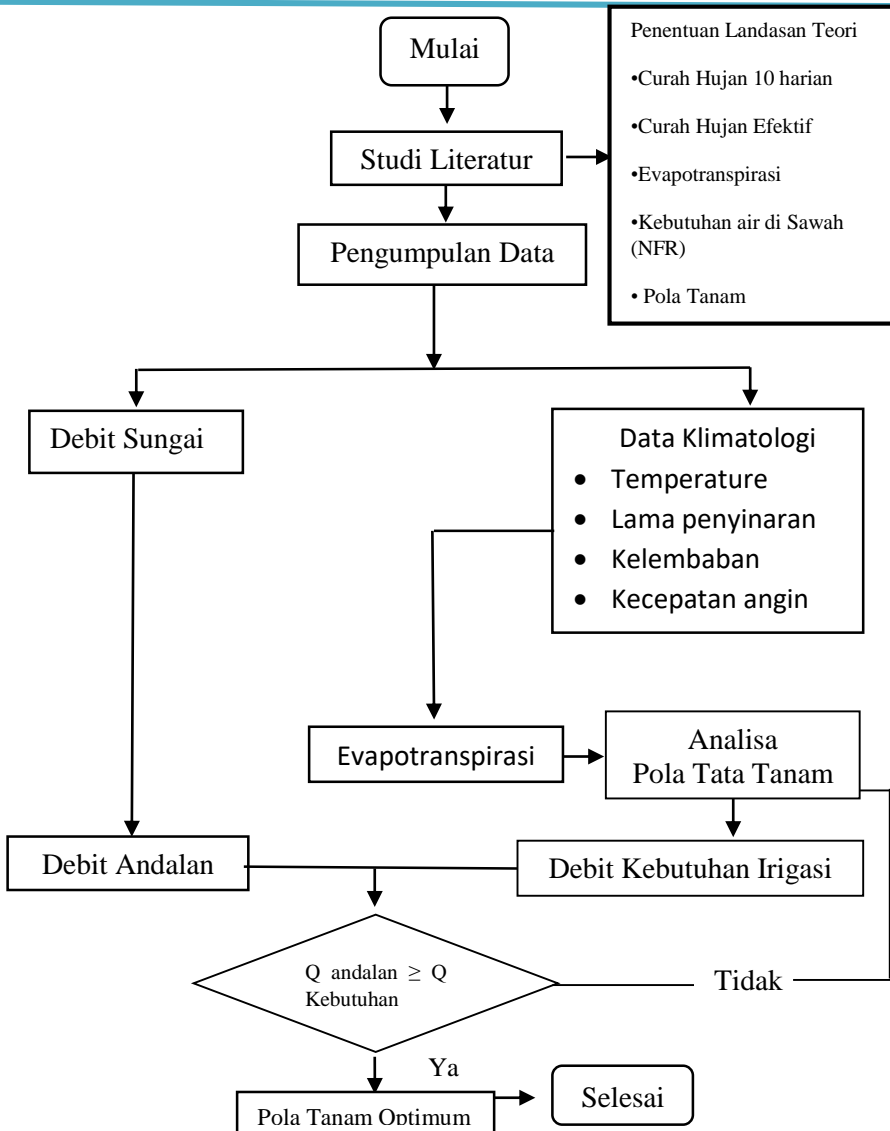 Mulai
Penentuan Landasan Teori
•Curah Hujan 10 harian
•Curah Hujan Efektif
•Evapotranspirasi
•Kebutuhan air di Sawah
(NFR)
• Pola Tanam
Studi Literatur
Pengumpulan Data
Debit Sungai
Data Klimatologi
• Temperature
• Lama penyinaran
• Kelembaban
• Kecepatan angin
Evapotranspirasi
Analisa
Pola Tata Tanam
Debit Andalan
Debit Kebutuhan Irigasi
Q andalan ≥ Q
Kebutuhan
Tidak
Ya
Pola Tanam Optimum
Selesai